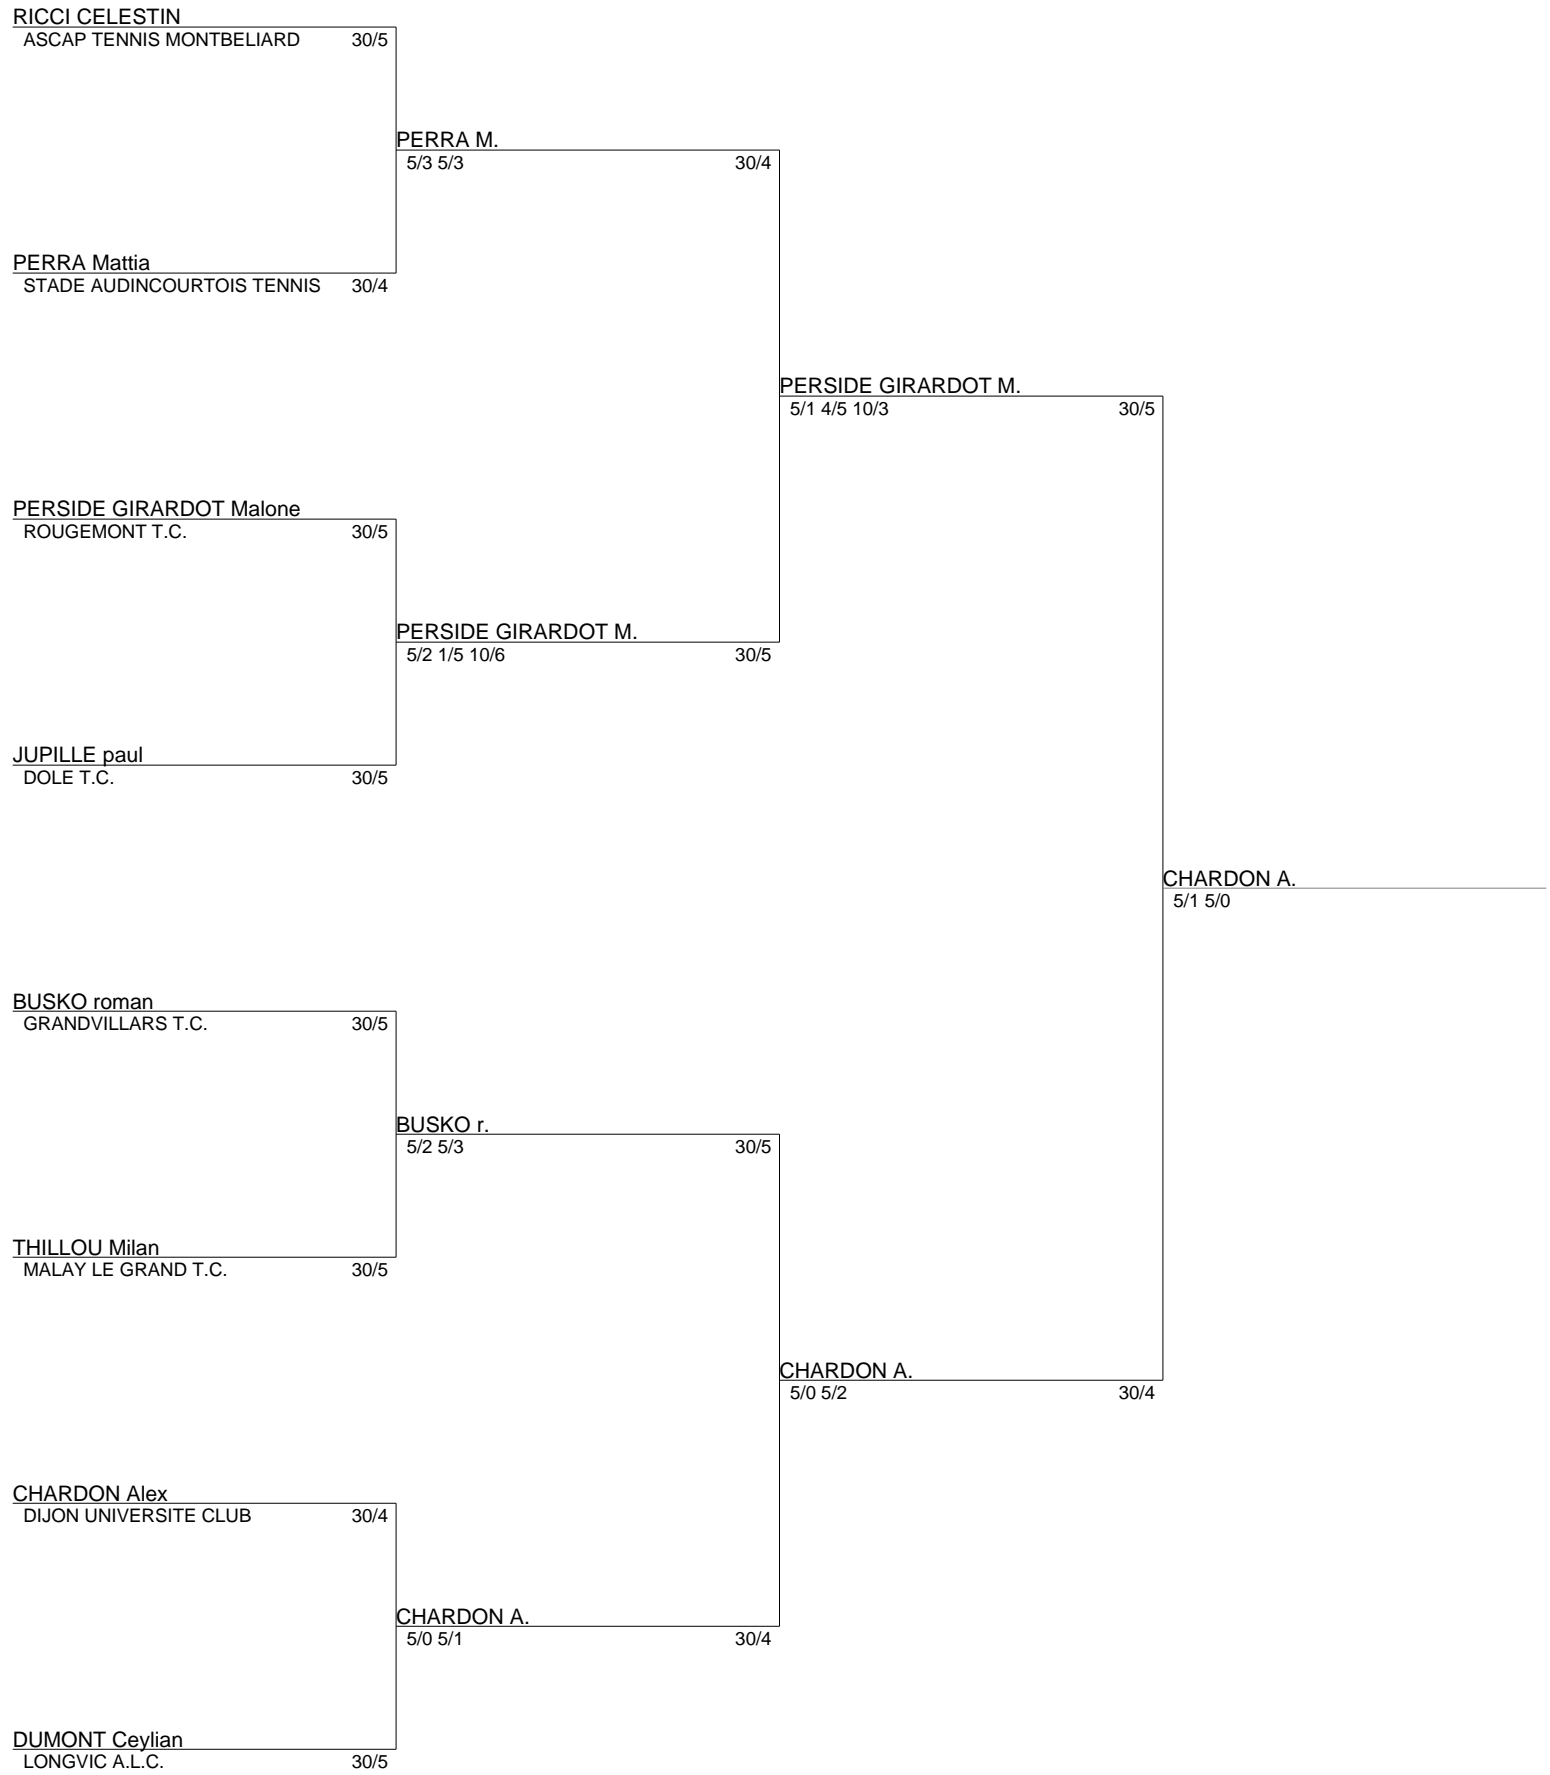 RICCI CELESTIN
ASCAP TENNIS MONTBELIARD 30/5
PERRA M.
5/3 5/3 30/4
PERRA Mattia
STADE AUDINCOURTOIS TENNIS 30/4
PERSIDE GIRARDOT M.
5/1 4/5 10/3 30/5
PERSIDE GIRARDOT Malone
ROUGEMONT T.C. 30/5
PERSIDE GIRARDOT M.
5/2 1/5 10/6 30/5
JUPILLE paul
DOLE T.C. 30/5
CHARDON A.
5/1 5/0
BUSKO roman
GRANDVILLARS T.C. 30/5
BUSKO r.
5/2 5/3 30/5
THILLOU Milan
MALAY LE GRAND T.C. 30/5
CHARDON A.
5/0 5/2 30/4
CHARDON Alex
DIJON UNIVERSITE CLUB 30/4
CHARDON A.
5/0 5/1 30/4
DUMONT Ceylian
LONGVIC A.L.C. 30/5